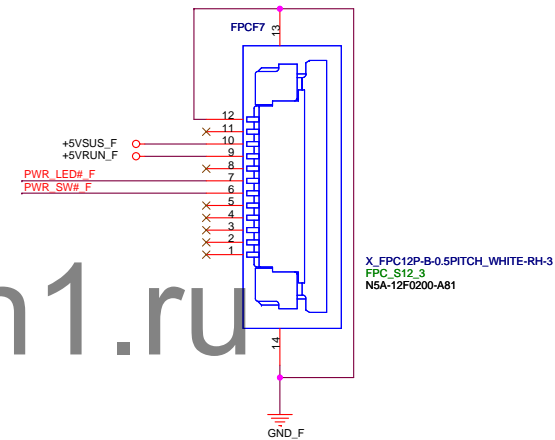 FPCF7
13
12
11
+5VSUS_F 10
+5VRUN_F 9
8
PWR_LED#_F 7
PWR_SW#_F 6
5
4
3
2
1
X_FPC12P-B-0.5PITCH_WHITE-RH-3
FPC_S12_3
N5A-12F0200-A81
n1.ru
14
GND_F